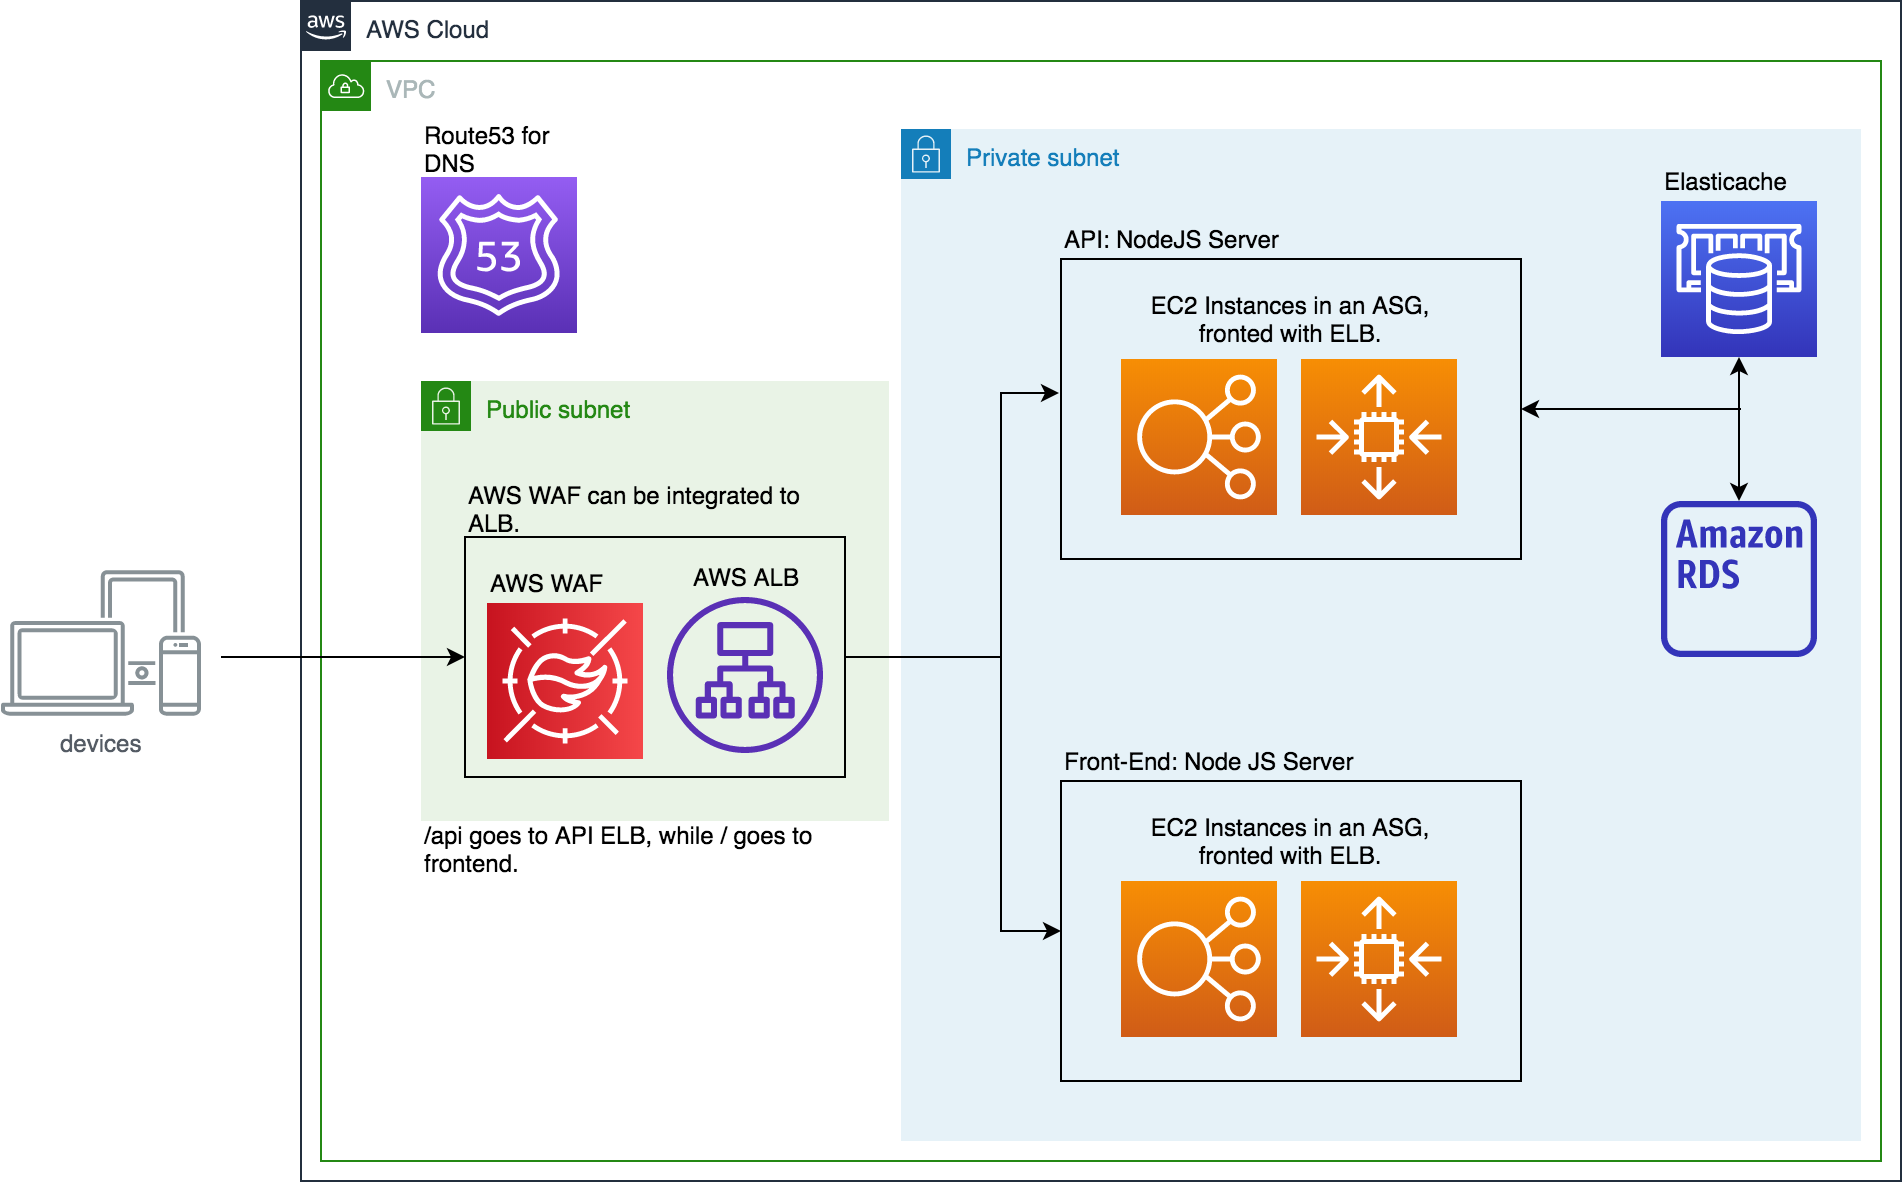 aws
AWS Cloud
VPC
Route53 for
DNS
53
Private subnet
Elasticache
API: NodeJS Server
EC2 Instances in an ASG,
fronted with ELB.
Public subnet
AWS WAF can be integrated to
ALB.
AWS WAF
AWS ALB
Amazon
RDS
devices
/api goes to API ELB, while / goes to
frontend.
Front-End: Node JS Server
EC2 Instances in an ASG,
fronted with ELB.